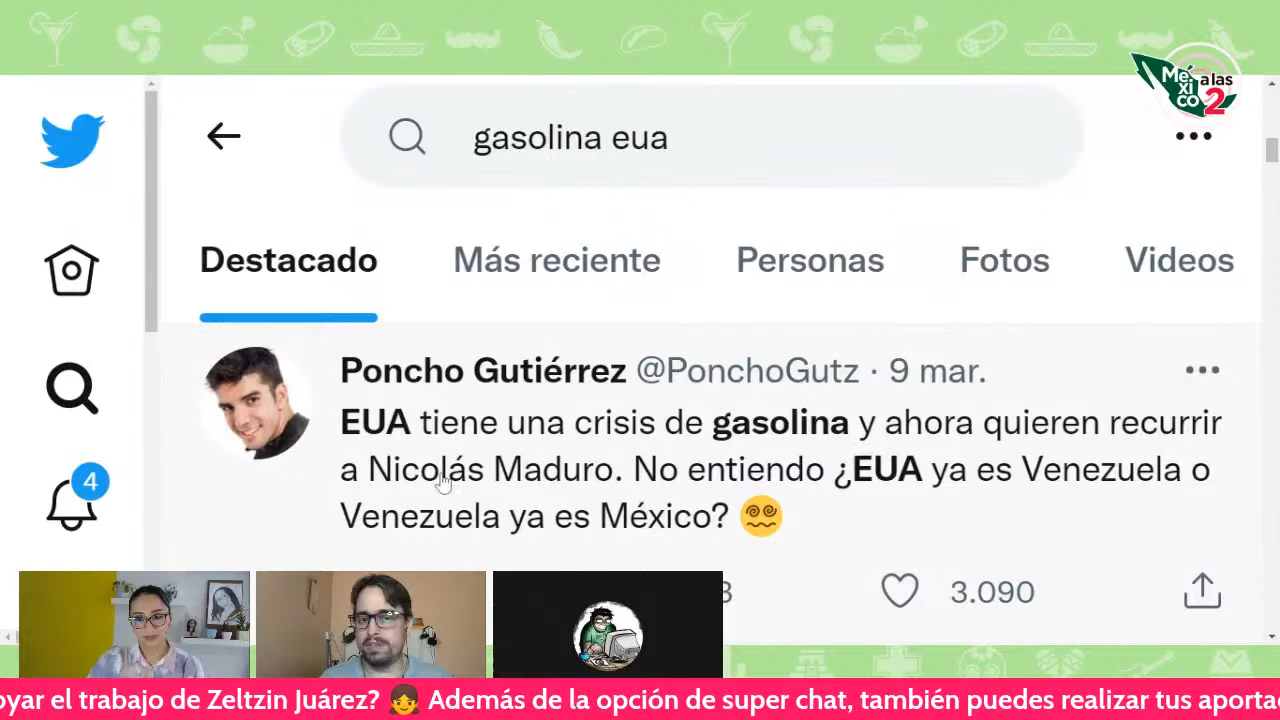 Méxicoa las 2
gasolina eua
Destacado Más reciente Personas Fotos Videos
Poncho Gutiérrez @PonchoGutz · 9 mar.
EUA tiene una crisis de gasolina y ahora quieren recurrir
a Nicolás Maduro. No entiendo ¿EUA ya es Venezuela o
Venezuela ya es México? 😵‍💫
4
3.090
oyar el trabajo de Zeltzin Juárez? 👧 Además de la opción de super chat, también puedes realizar tus aporta